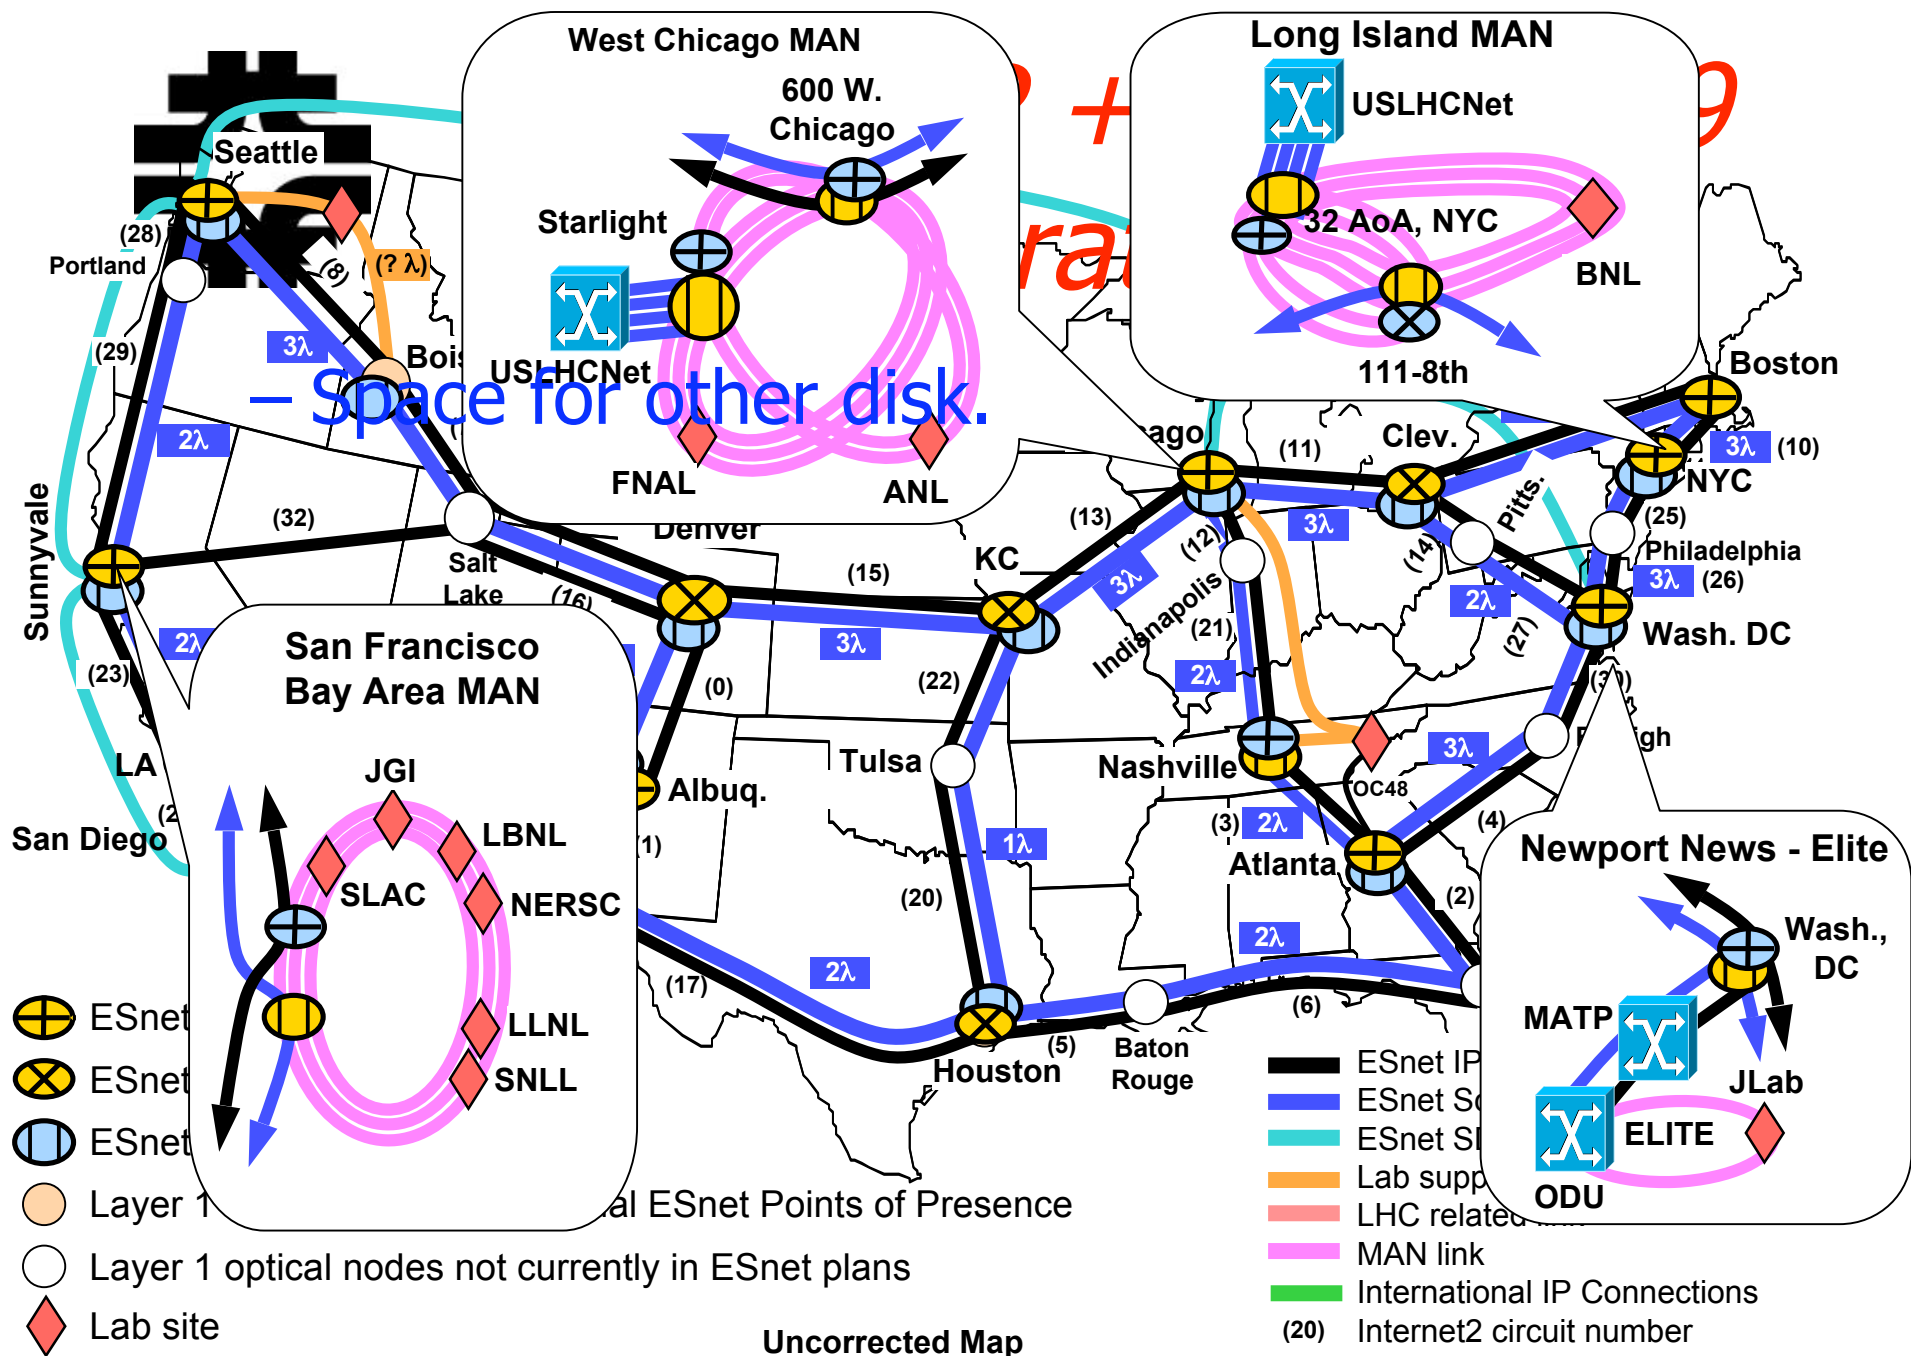 West Chicago MAN
600 W.
Chicago
Starlight
USLHCNet
FNAL
ANL
Long Island MAN
USLHCNet
32 AoA, NYC
BNL
111-8th
+
9
– Space for other disk.
Seattle
(28)
Portland
(8)
(? λ)
(29)
3λ
2λ
Boston
Clev.
(11)
3λ
(10)
NYC
Sunnyvale
(32)
(13)
Pitts.
(25)
Denver
KC
3λ
(12)
(14)
Philadelphia
Salt
Lake
(15)
3λ
2λ
3λ
(26)
(16)
Indianapolis
(21)
(27)
Wash. DC
2λ
(23)
3λ
(0)
(22)
2λ
San Francisco
Bay Area MAN
LA
Tulsa
Nashville
3λ
Albuq.
OC48
San Diego
(1)
1λ
(3)
2λ
(4)
Atlanta
JGI
LBNL
SLAC
NERSC
LLNL
SNLL
(20)
(2)
2λ
(17)
2λ
(6)
(5)
Houston
Baton
Rouge
Newport News - Elite
Wash.,
DC
MATP
JLab
ELITE
ODU
ESnet
ESnet
ESnet
Layer 1
ESnet Points of Presence
Layer 1 optical nodes not currently in ESnet plans
Lab site
ESnet IP
ESnet
ESnet
Lab
LHC related
MAN link
International IP Connections
(20) Internet2 circuit number
Uncorrected Map